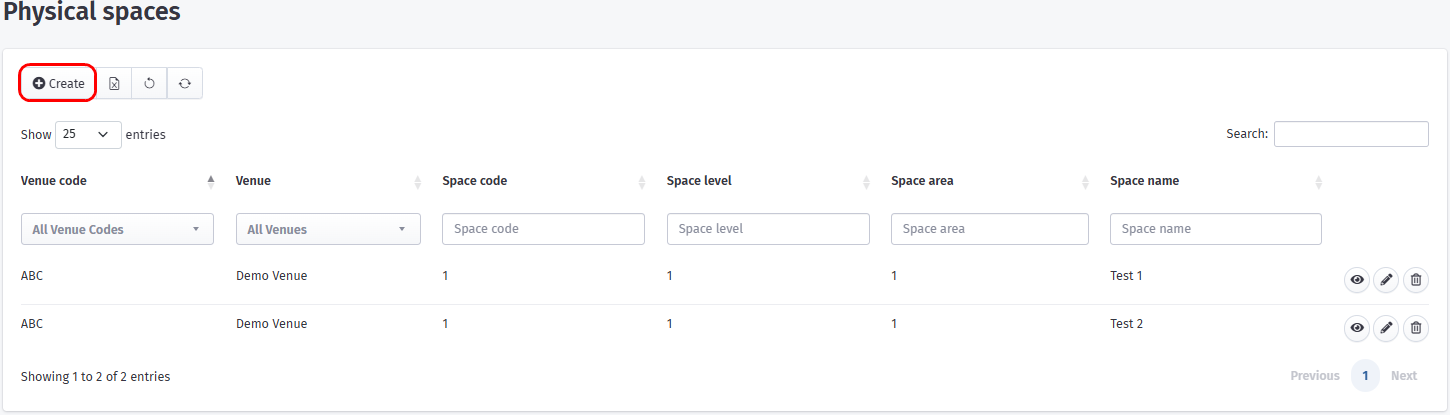 Physical spaces
Create
Show 25 entries
Search:
Venue code Venue Space code Space level Space area Space name
All Venue Codes All Venues Space code Space level Space area Space name
ABC Demo Venue 1 1 1 Test 1
ABC Demo Venue 1 1 1 Test 2
Showing 1 to 2 of 2 entries
Previous 1 Next